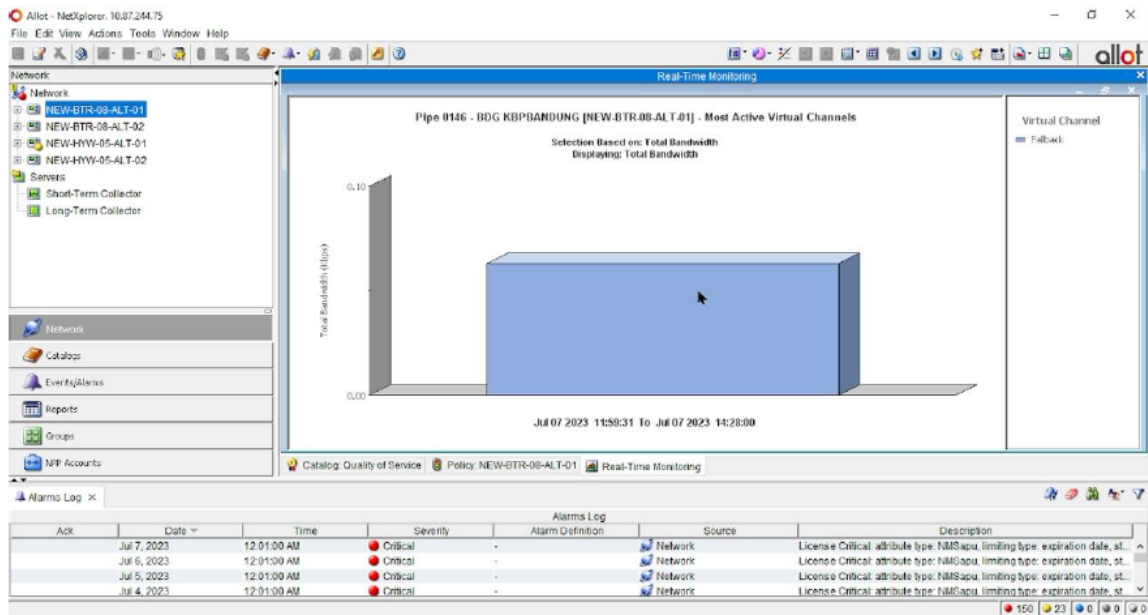 Allot - NetXplorer. 10.87.244.75
File Edit View Actions Tools Window Help
allot
Network
Network
NEW-BTR-08-ALT-01
NEW-BTR-08-ALT-02
NEW-HYW-05-ALT-01
NEW-HYW-05-ALT-02
Servers
Short-Term Collector
Long-Term Collector
Network
Catalogs
Events/Alarms
Reports
Groups
NPP Accounts
Real-Time Monitoring
Pipe 0146 - BDG KBPBANDUNG [NEW-BTR-08-ALT-01] - Most Active Virtual Channels
Selection Based on: Total Bandwidth
Displaying: Total Bandwidth
0.10
Total Bandwidth (Kbps)
0.00
Jul 07 2023 11:59:31 To Jul 07 2023 14:28:00
Virtual Channel
Fallback
Catalog: Quality of Service Policy: NEW-BTR-08-ALT-01 Real-Time Monitoring
Alarms Log
Alarms Log
Ack Date Time Severity Alarm Definition Source Description
Jul 7, 2023 12:01:00 AM Critical - Network License Critical: attribute type: NMSapu, limiting type: expiration date, st...
Jul 6, 2023 12:01:00 AM Critical - Network License Critical: attribute type: NMSapu, limiting type: expiration date, st...
Jul 5, 2023 12:01:00 AM Critical - Network License Critical: attribute type: NMSapu, limiting type: expiration date, st...
Jul 4, 2023 12:01:00 AM Critical - Network License Critical: attribute type: NMSapu, limiting type: expiration date, st...
150 23 0 0 0